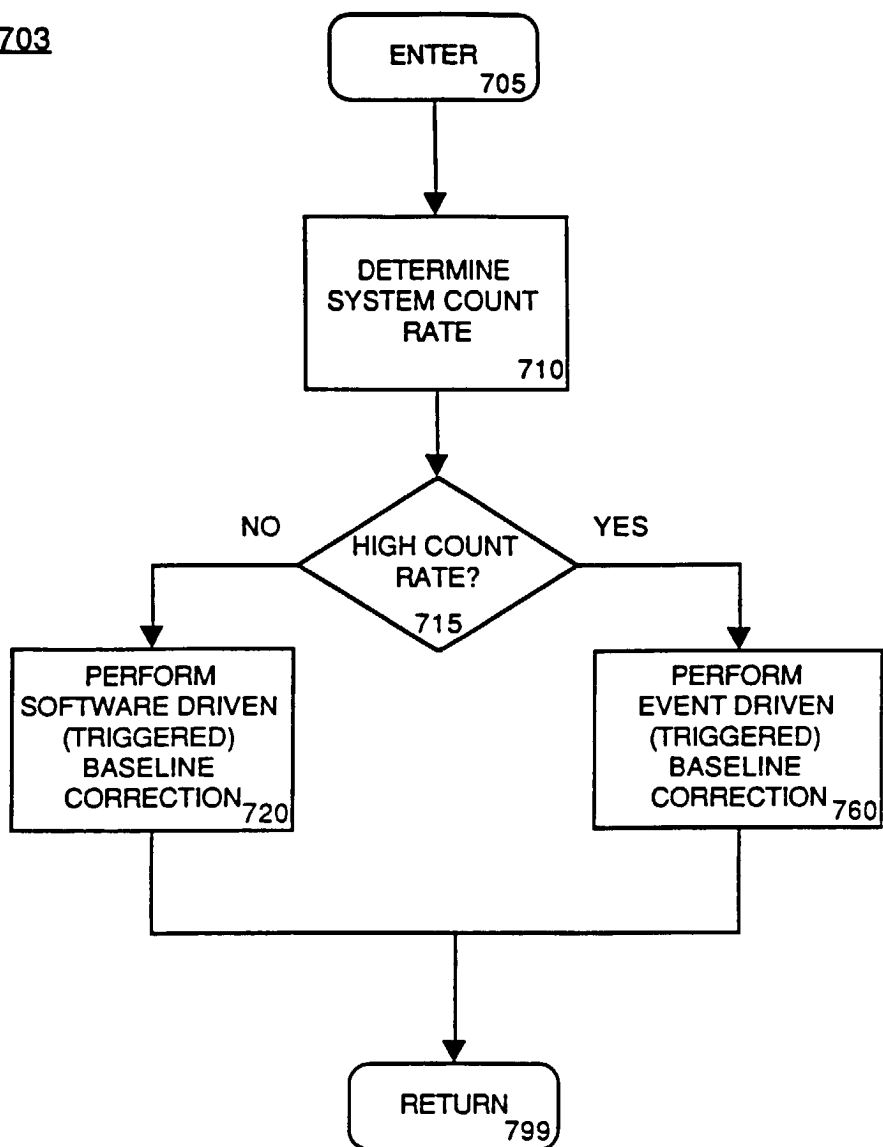 703
ENTER
705
DETERMINE
SYSTEM COUNT
RATE
710
NO
YES
HIGH COUNT
RATE?
715
PERFORM
SOFTWARE DRIVEN
(TRIGGERED)
BASELINE
CORRECTION
720
PERFORM
EVENT DRIVEN
(TRIGGERED)
BASELINE
CORRECTION
760
RETURN
799